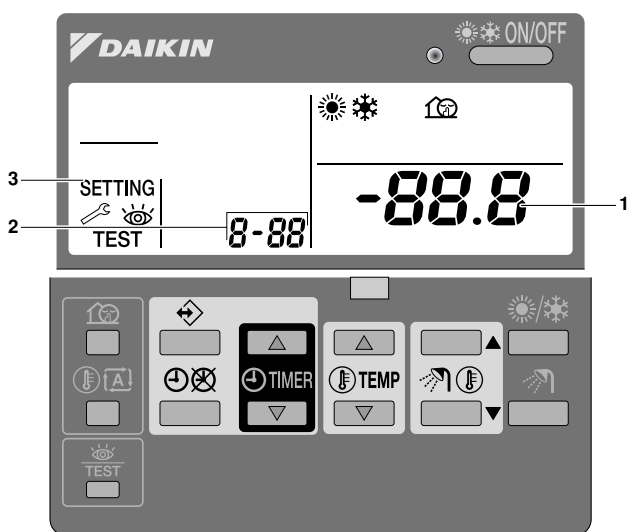 DAIKIN
ON/OFF
3
SETTING
-88.8
1
2
8-88
TEST
A
TIMER
TEMP
TEST